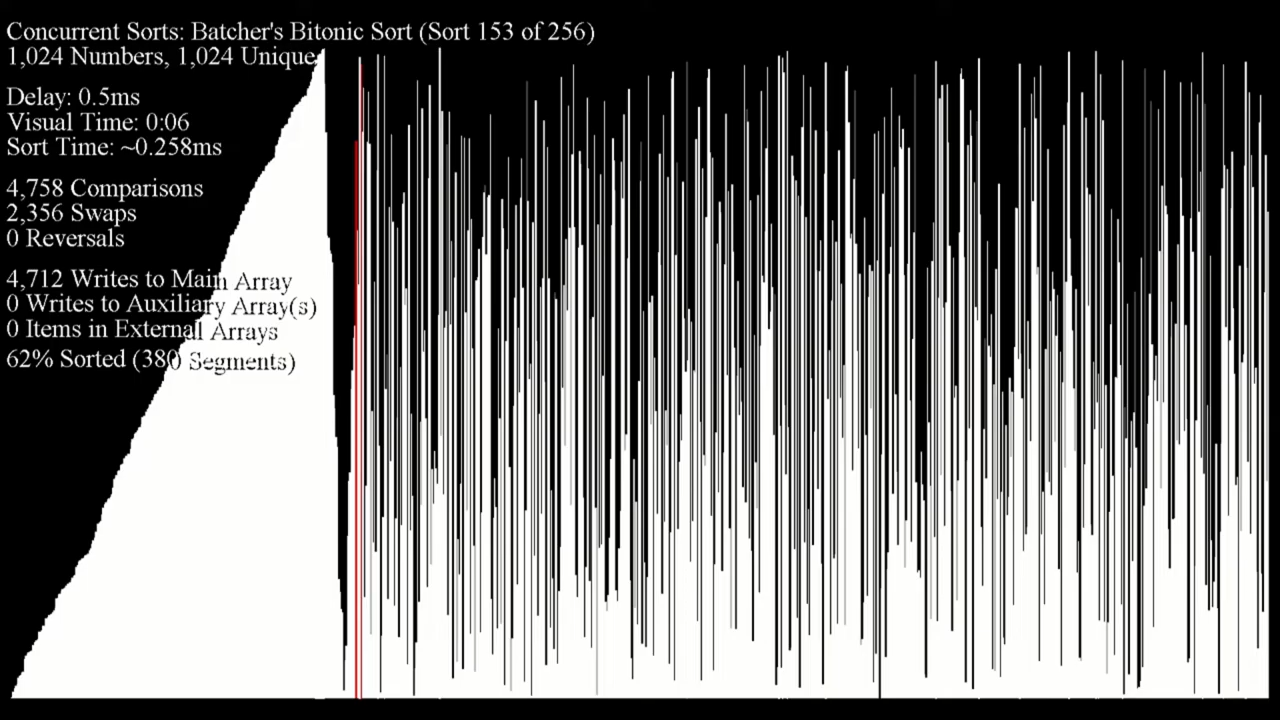 Concurrent Sorts: Batcher's Bitonic Sort (Sort 153 of 256)
1,024 Numbers, 1,024 Unique
Delay: 0.5ms
Visual Time: 0:06
Sort Time: ~0.258ms
4,758 Comparisons
2,356 Swaps
0 Reversals
4,712 Writes to Main Array
0 Writes to Auxiliary Array(s)
0 Items in External Arrays
62% Sorted (380 Segments)